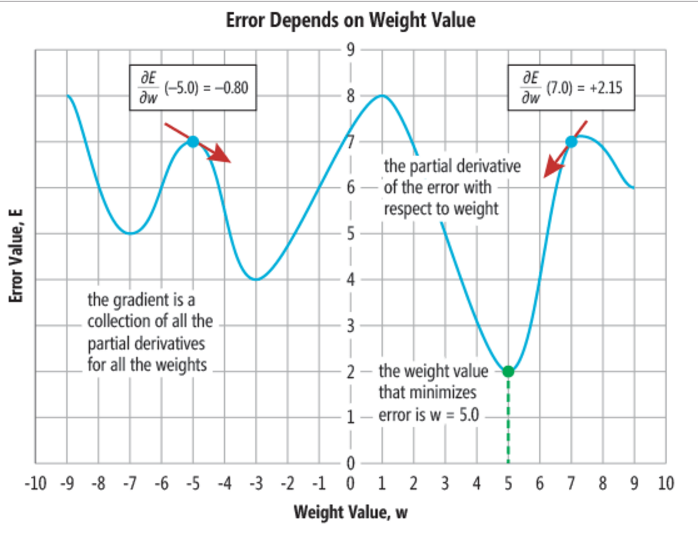 Error Depends on Weight Value
∂E/∂w (–5.0) = –0.80
∂E/∂w (7.0) = +2.15
the partial derivative
of the error with
respect to weight
the gradient is a
collection of all the
partial derivatives
for all the weights
the weight value
that minimizes
error is w = 5.0
Error Value, E
9
8
7
6
5
4
3
2
1
0
-10 -9 -8 -7 -6 -5 -4 -3 -2 -1 0 1 2 3 4 5 6 7 8 9 10
Weight Value, w